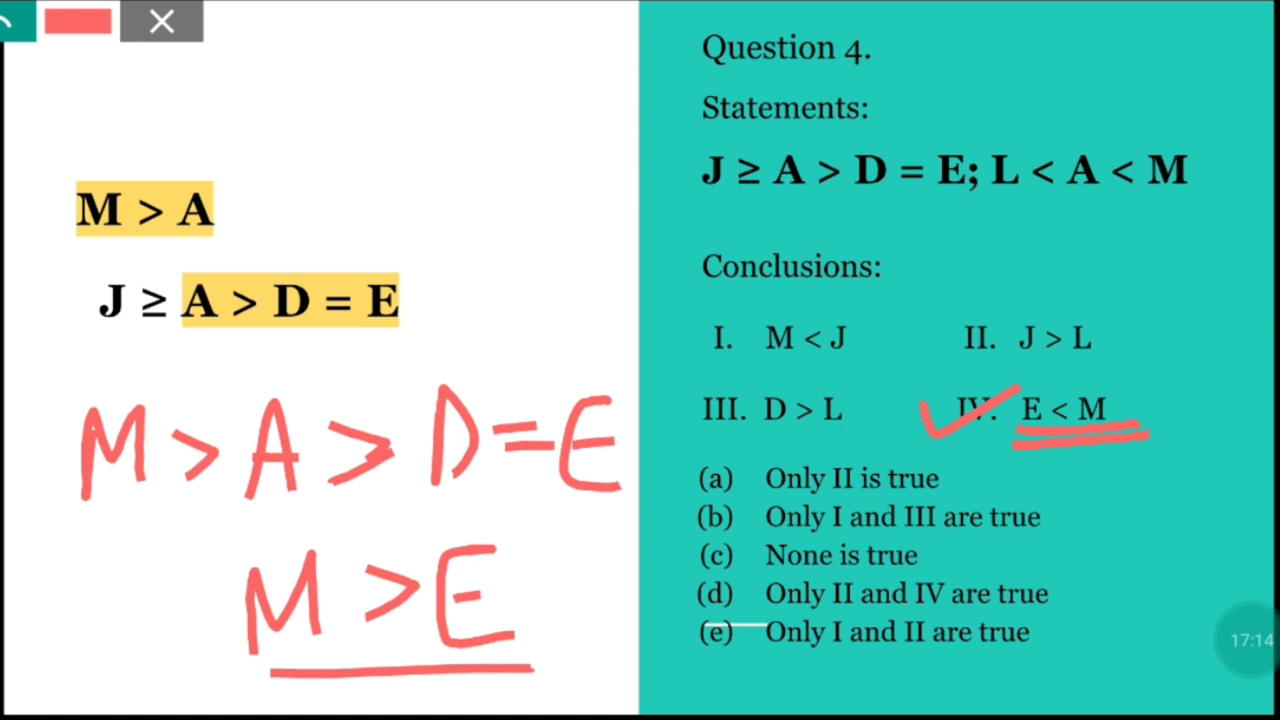 M > A
J ≥ A > D = E
M > A > D = E
M > E
Question 4.
Statements:
J ≥ A > D = E; L < A < M
Conclusions:
I. M < J II. J > L
III. D > L IV. E < M
(a) Only II is true
(b) Only I and III are true
(c) None is true
(d) Only II and IV are true
(e) Only I and II are true
17:14